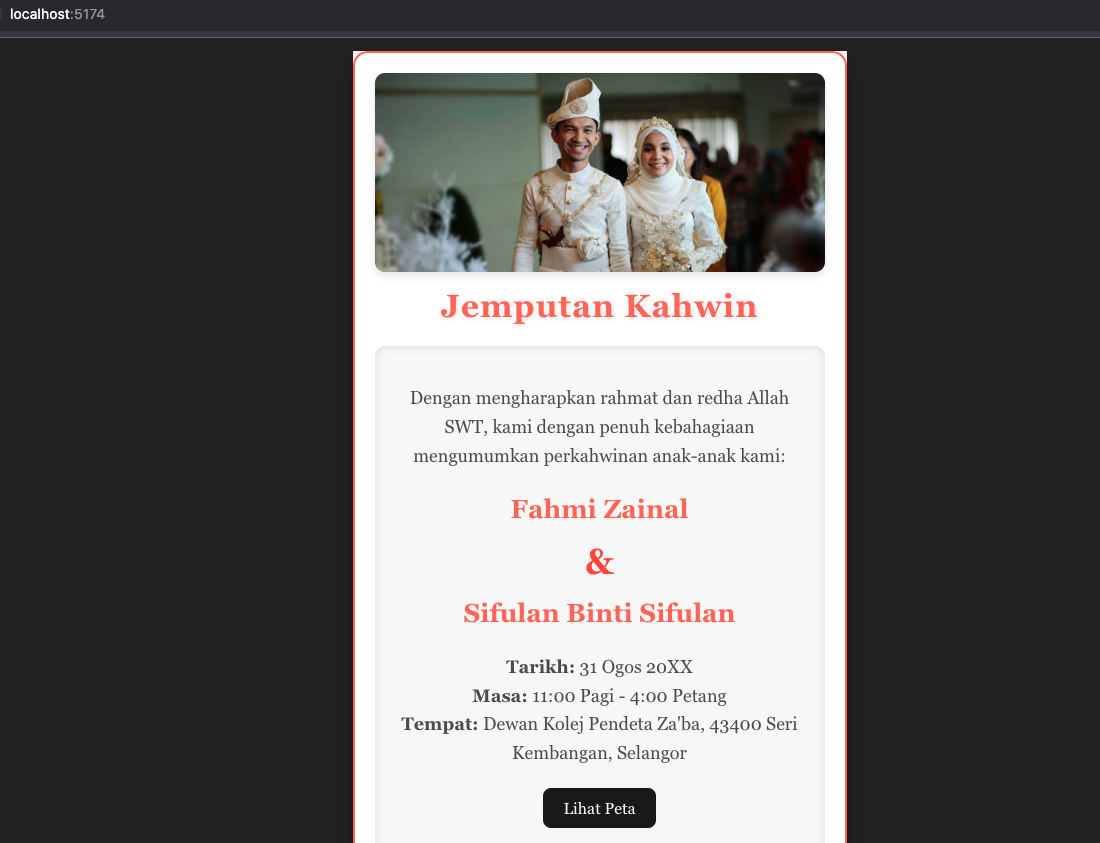 localhost:5174
Jemputan Kahwin
Dengan mengharapkan rahmat dan redha Allah
SWT, kami dengan penuh kebahagiaan
mengumumkan perkahwinan anak-anak kami:
Fahmi Zainal
&
Sifulan Binti Sifulan
Tarikh: 31 Ogos 20XX
Masa: 11:00 Pagi - 4:00 Petang
Tempat: Dewan Kolej Pendeta Za'ba, 43400 Seri
Kembangan, Selangor
Lihat Peta